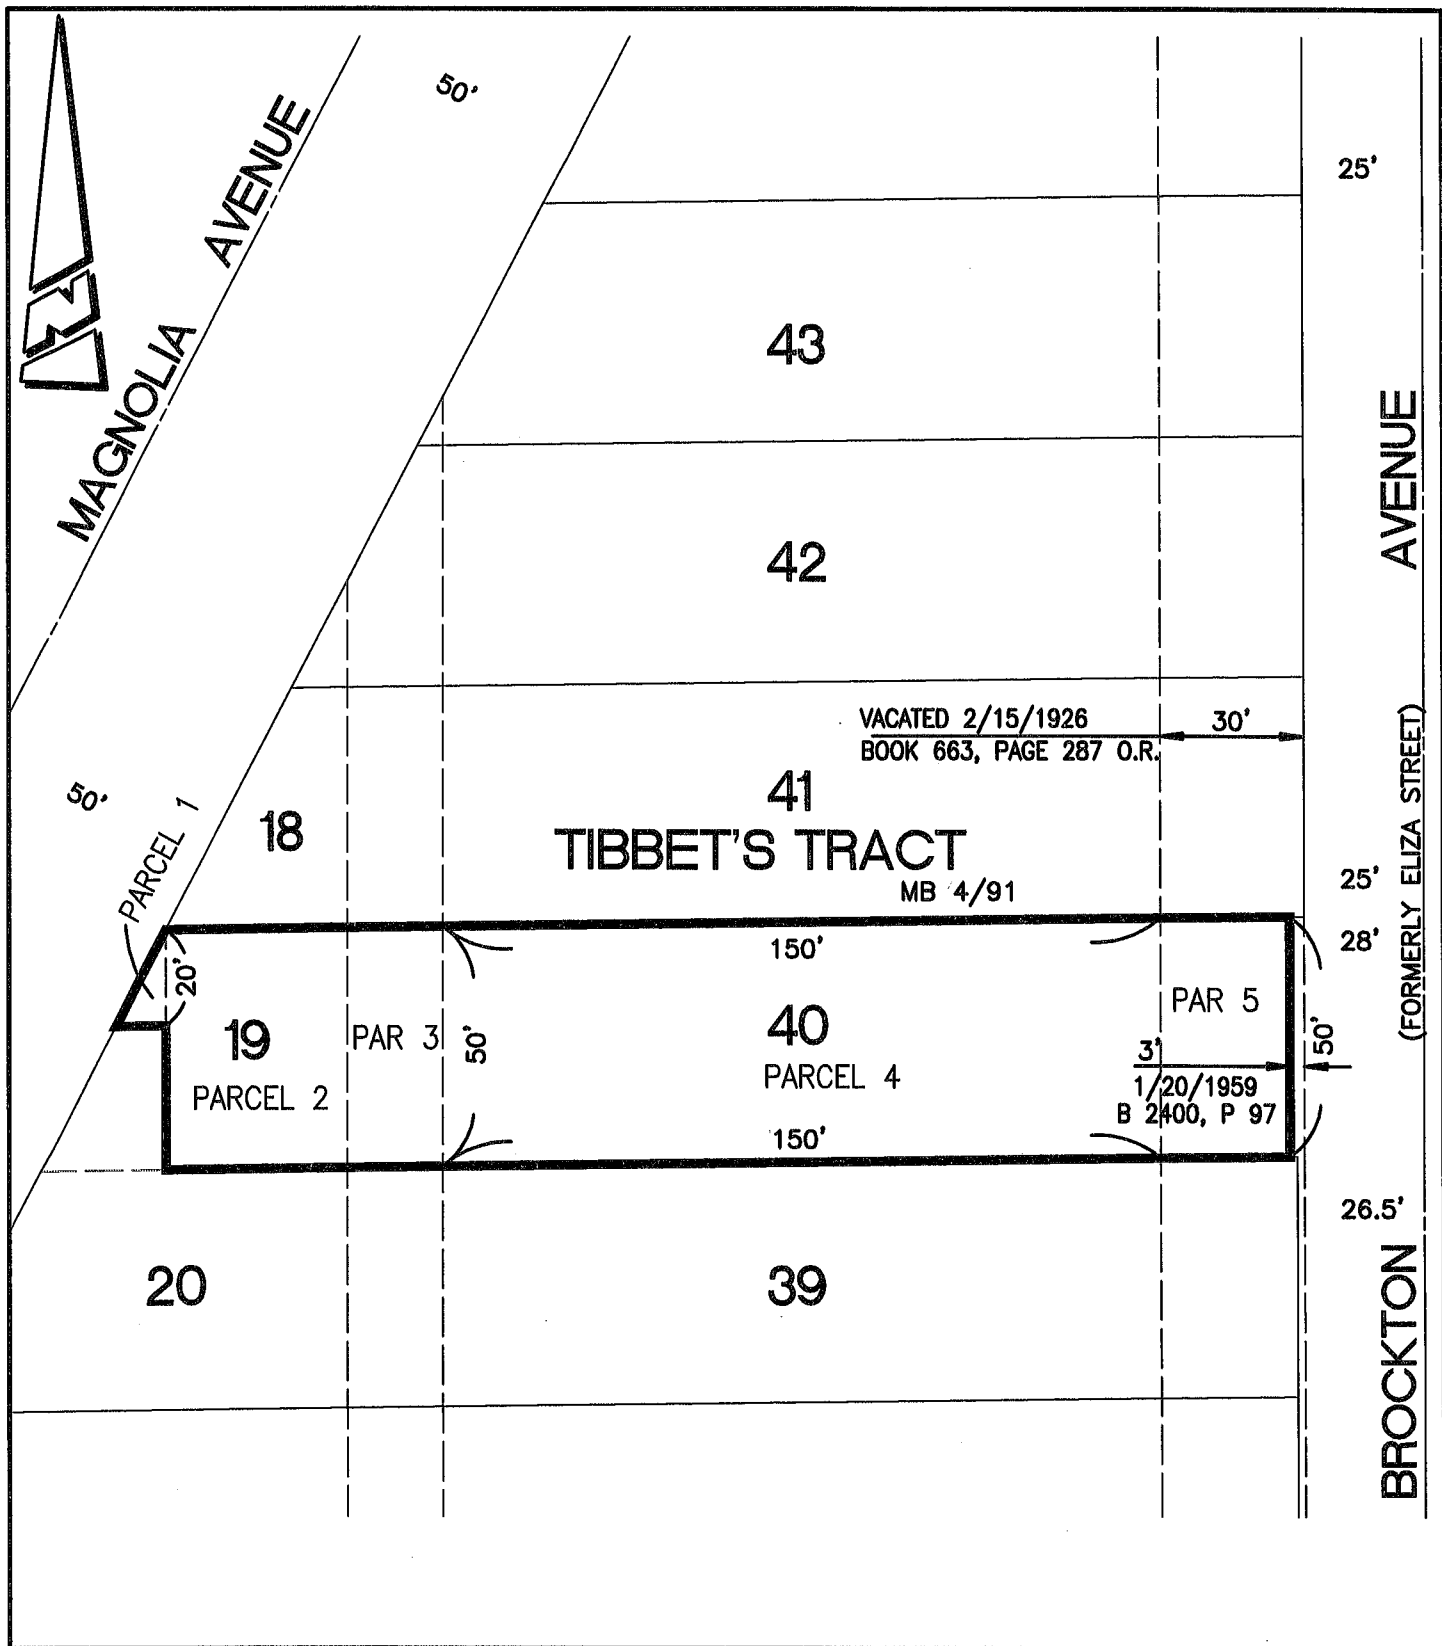 50'
MAGNOLIA AVENUE
N
25'
43
AVENUE
42
VACATED 2/15/1926
30'
BOOK 663, PAGE 287 O.R.
(FORMERLY ELIZA STREET)
50'
PARCEL 1
18
41
TIBBET'S TRACT
MB 4/91
25'
28'
150'
20'
PAR 5
19
PAR 3
50'
40
50'
3'
PARCEL 2
PARCEL 4
1/20/1959
B 2400, P 97
150'
26.5'
20
39
BROCKTON